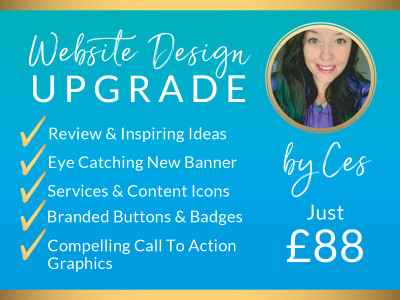 Website Design
UPGRADE
Review & Inspiring Ideas
Eye Catching New Banner
Services & Content Icons
Branded Buttons & Badges
Compelling Call To Action
Graphics
by Ces
Just
£88